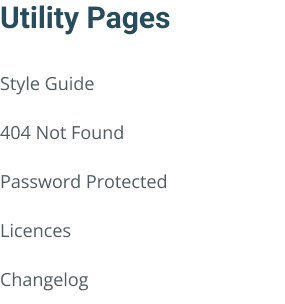 Utility Pages
Style Guide
404 Not Found
Password Protected
Licences
Changelog